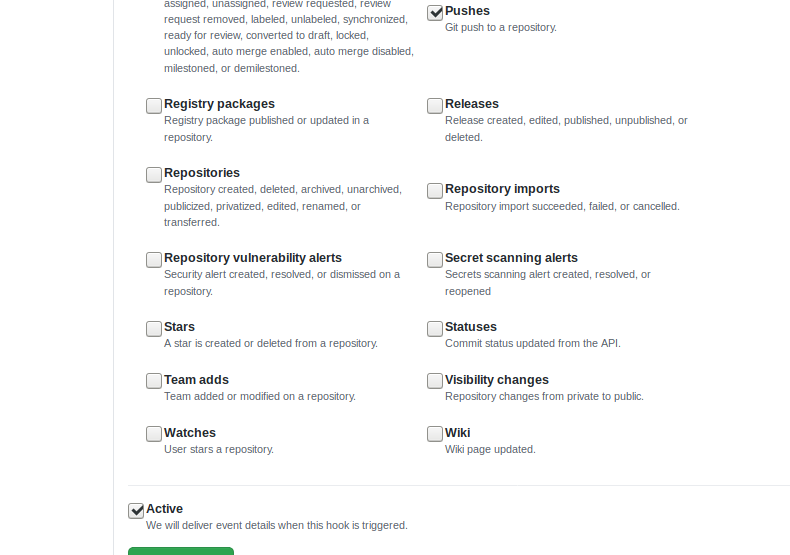 assigned, unassigned, review requested, review
request removed, labeled, unlabeled, synchronized,
ready for review, converted to draft, locked,
unlocked, auto merge enabled, auto merge disabled,
milestoned, or demilestoned.
Pushes
Git push to a repository.
Registry packages
Registry package published or updated in a
repository.
Releases
Release created, edited, published, unpublished, or
deleted.
Repositories
Repository created, deleted, archived, unarchived,
publicized, privatized, edited, renamed, or
transferred.
Repository imports
Repository import succeeded, failed, or cancelled.
Repository vulnerability alerts
Security alert created, resolved, or dismissed on a
repository.
Secret scanning alerts
Secrets scanning alert created, resolved, or
reopened
Stars
A star is created or deleted from a repository.
Statuses
Commit status updated from the API.
Team adds
Team added or modified on a repository.
Visibility changes
Repository changes from private to public.
Watches
User stars a repository.
Wiki
Wiki page updated.
Active
We will deliver event details when this hook is triggered.